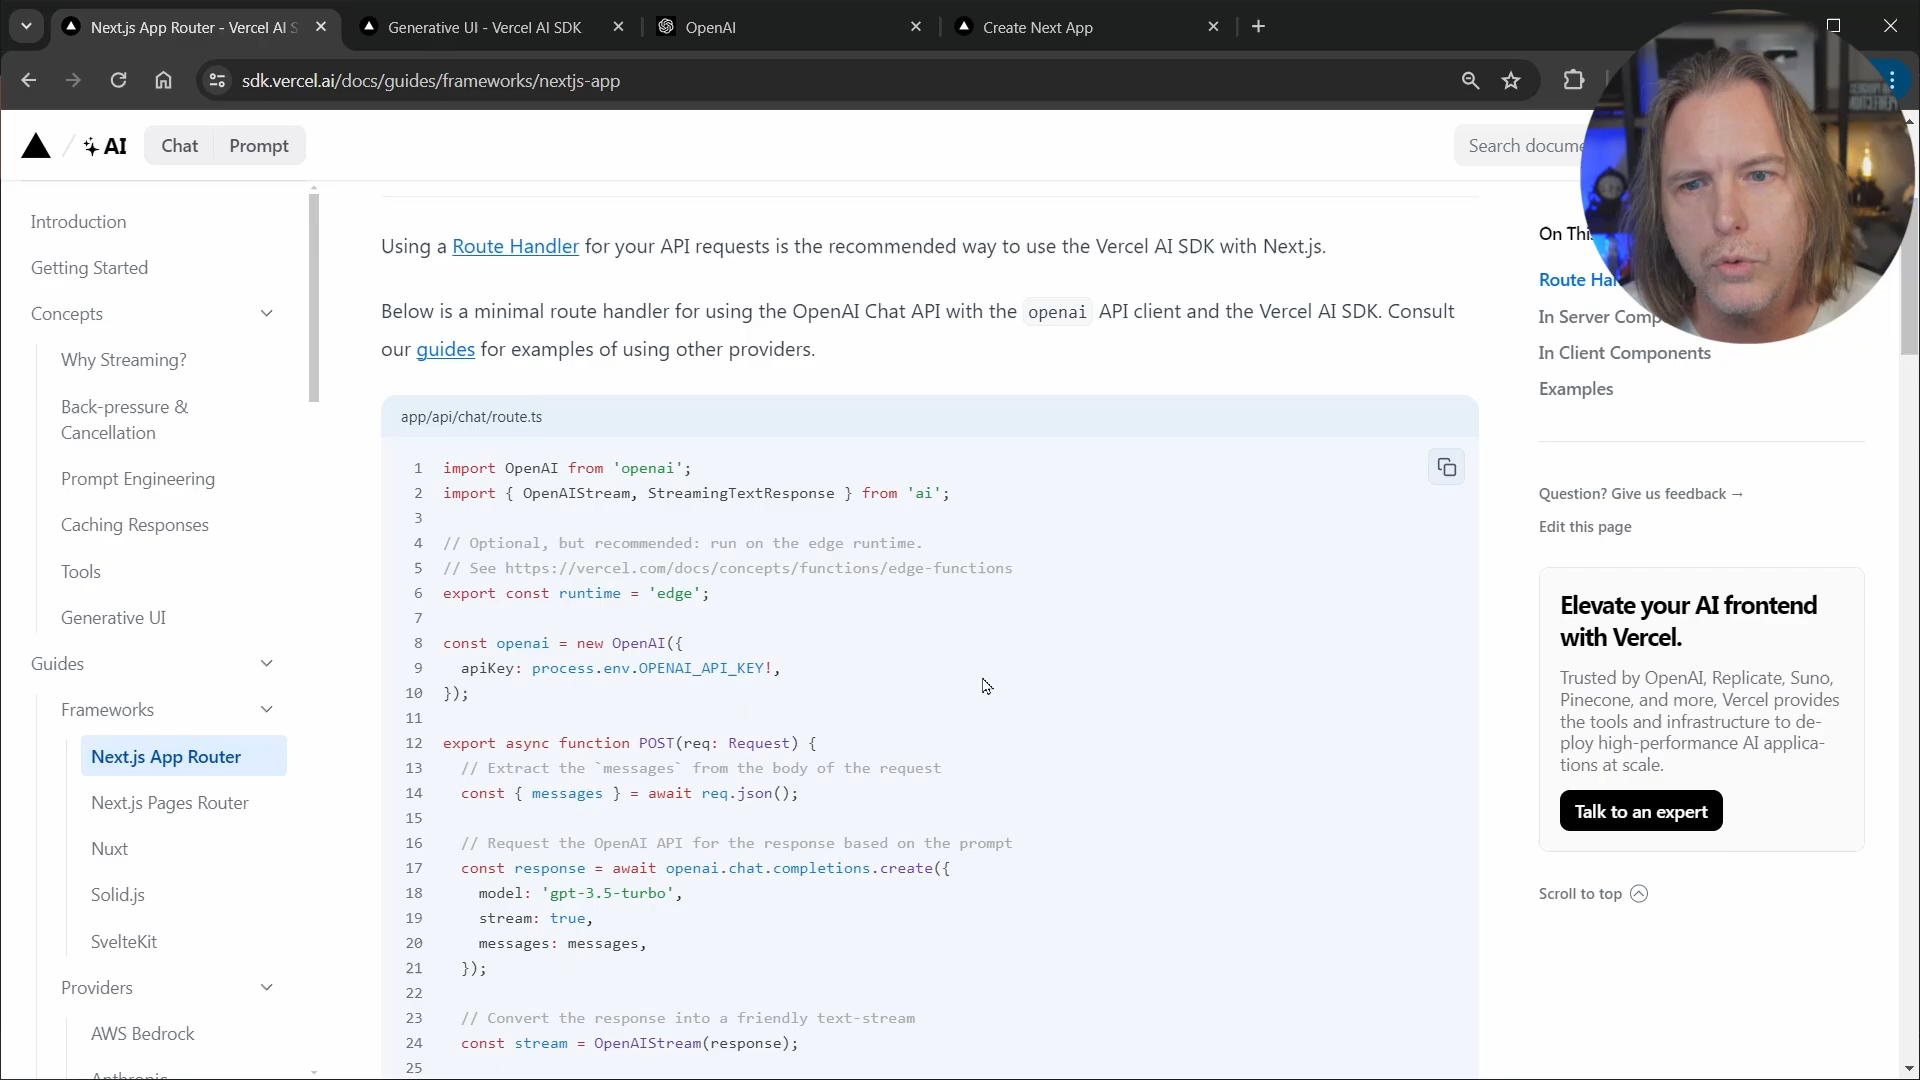 Next.js App Router - Vercel AI S
Generative UI - Vercel AI SDK
OpenAI
Create Next App
sdk.vercel.ai/docs/guides/frameworks/nextjs-app
AI
Chat
Prompt
Search docume
Introduction
Getting Started
Concepts
Why Streaming?
Back-pressure &
Cancellation
Prompt Engineering
Caching Responses
Tools
Generative UI
Guides
Frameworks
Next.js App Router
Next.js Pages Router
Nuxt
Solid.js
SvelteKit
Providers
AWS Bedrock
Anthropic
Using a Route Handler for your API requests is the recommended way to use the Vercel AI SDK with Next.js.
Below is a minimal route handler for using the OpenAI Chat API with the openai API client and the Vercel AI SDK. Consult
our guides for examples of using other providers.
app/api/chat/route.ts
1 import OpenAI from 'openai';
2 import { OpenAIStream, StreamingTextResponse } from 'ai';
3
4 // Optional, but recommended: run on the edge runtime.
5 // See https://vercel.com/docs/concepts/functions/edge-functions
6 export const runtime = 'edge';
7
8 const openai = new OpenAI({
9 apiKey: process.env.OPENAI_API_KEY!,
10 });
11
12 export async function POST(req: Request) {
13 // Extract the `messages` from the body of the request
14 const { messages } = await req.json();
15
16 // Request the OpenAI API for the response based on the prompt
17 const response = await openai.chat.completions.create({
18 model: 'gpt-3.5-turbo',
19 stream: true,
20 messages: messages,
21 });
22
23 // Convert the response into a friendly text-stream
24 const stream = OpenAIStream(response);
25
On This
Route Han
In Server Comp
In Client Components
Examples
Question? Give us feedback →
Edit this page
Elevate your AI frontend
with Vercel.
Trusted by OpenAI, Replicate, Suno,
Pinecone, and more, Vercel provides
the tools and infrastructure to de-
ploy high-performance AI applica-
tions at scale.
Talk to an expert
Scroll to top